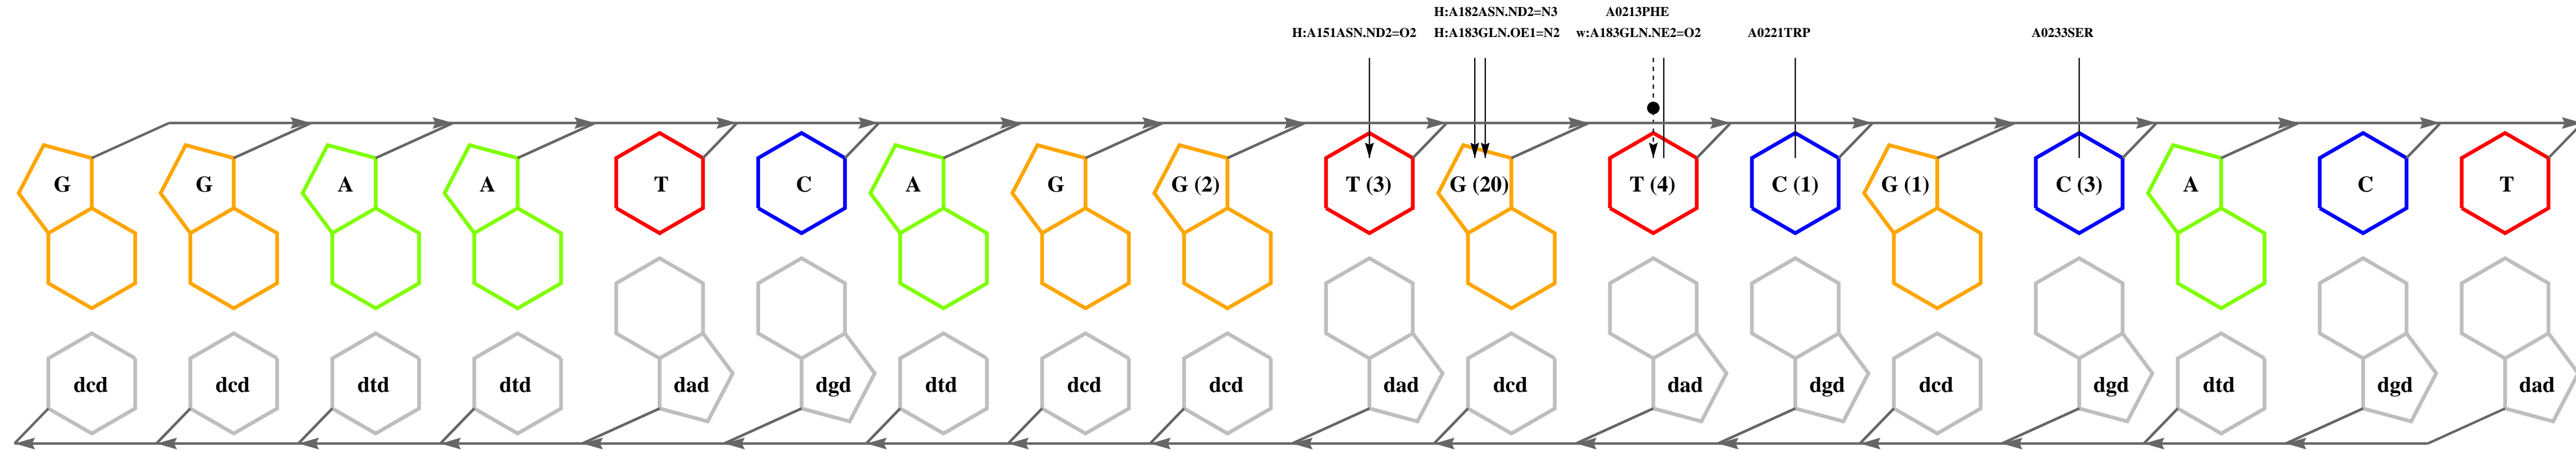 H:A182ASN.ND2=N3 A0213PHE
H:A151ASN.ND2=O2 H:A183GLN.OE1=N2 w:A183GLN.NE2=O2 A0221TRP A0233SER
G G A A T C A G G (2) T (3) G (20) T (4) C (1) G (1) C (3) A C T
dcd dcd dtd dtd dad dgd dtd dcd dcd dad dcd dad dgd dcd dgd dtd dgd dad